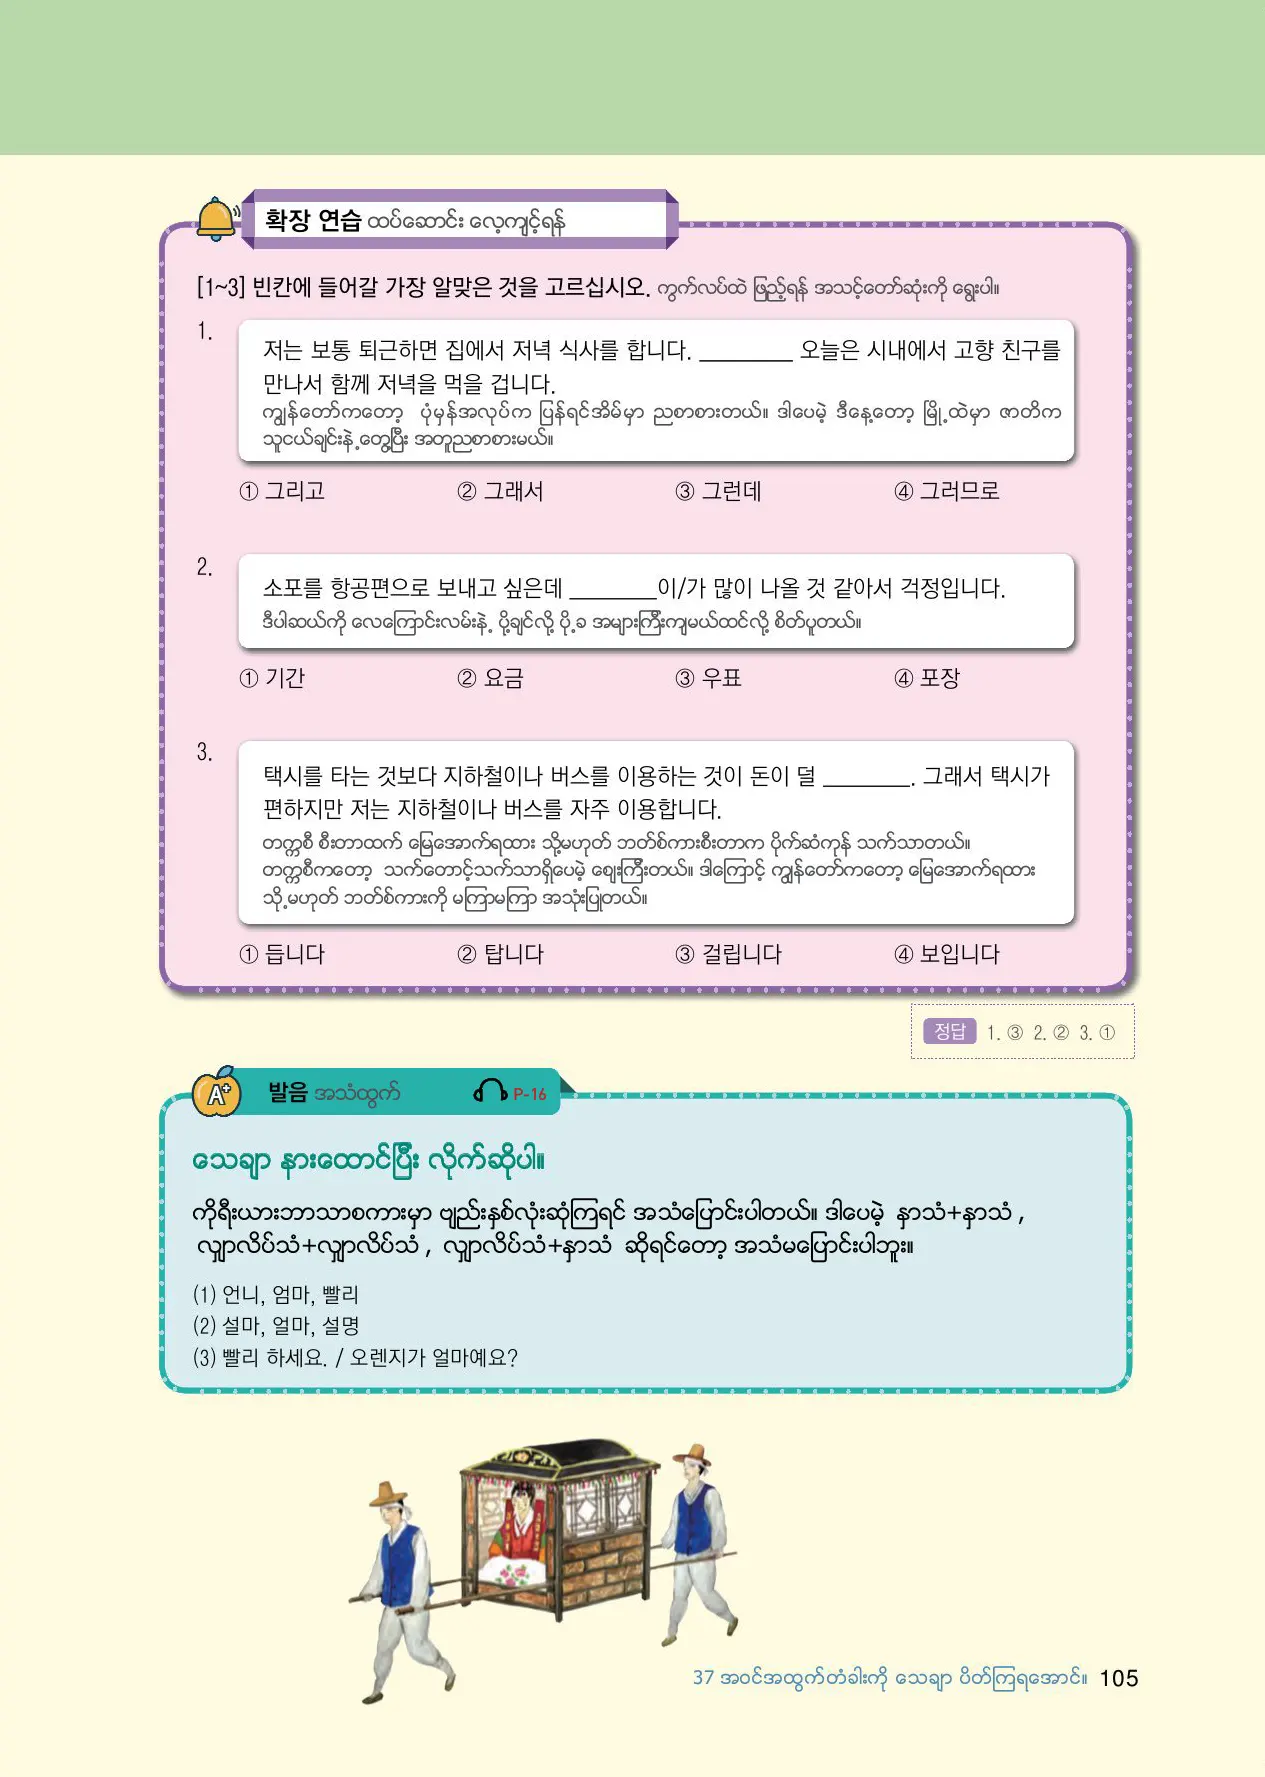 확장 연습 ထပ်ဆောင်း လေ့ကျင့်ရန်
[1~3] 빈칸에 들어갈 가장 알맞은 것을 고르십시오. ကွက်လပ်ထဲ ဖြည့်ရန် အသင့်တော်ဆုံးကို ရွေးပါ။
1.
저는 보통 퇴근하면 집에서 저녁 식사를 합니다. ________ 오늘은 시내에서 고향 친구를
만나서 함께 저녁을 먹을 겁니다.
ကျွန်တော်ကတော့ ပုံမှန်အလုပ်က ပြန်ရင်အိမ်မှာ ညစာစားတယ်။ ဒါပေမဲ့ ဒီနေ့တော့ မြို့ထဲမှာ ဇာတိက
သူငယ်ချင်းနဲ့တွေ့ပြီး အတူညစာစားမယ်။
① 그리고 ② 그래서 ③ 그런데 ④ 그러므로
2.
소포를 항공편으로 보내고 싶은데 ________이/가 많이 나올 것 같아서 걱정입니다.
ဒီပါဆယ်ကို လေကြောင်းလမ်းနဲ့ ပို့ချင်လို့ ပို့ခ အများကြီးကျမယ်ထင်လို့ စိတ်ပူတယ်။
① 기간 ② 요금 ③ 우표 ④ 포장
3.
택시를 타는 것보다 지하철이나 버스를 이용하는 것이 돈이 덜 ________. 그래서 택시가
편하지만 저는 지하철이나 버스를 자주 이용합니다.
တက္ကစီ စီးတာထက် မြေအောက်ရထား သို့မဟုတ် ဘတ်စ်ကားစီးတာက ပိုက်ဆံကုန် သက်သာတယ်။
တက္ကစီကတော့ သက်တောင့်သက်သာရှိပေမဲ့ ဈေးကြီးတယ်။ ဒါကြောင့် ကျွန်တော်ကတော့ မြေအောက်ရထား
သို့မဟုတ် ဘတ်စ်ကားကို မကြာမကြာ အသုံးပြုတယ်။
① 듭니다 ② 탑니다 ③ 걸립니다 ④ 보입니다
정답 1. ③ 2. ② 3. ①
A+ 발음 အသံထွက် P-16
သေချာ နားထောင်ပြီး လိုက်ဆိုပါ။
ကိုရီးယားဘာသာစကားမှာ ဗျည်းနှစ်လုံးဆုံကြရင် အသံပြောင်းပါတယ်။ ဒါပေမဲ့ နှာသံ+နှာသံ ,
လျှာလိပ်သံ+လျှာလိပ်သံ , လျှာလိပ်သံ+နှာသံ ဆိုရင်တော့ အသံမပြောင်းပါဘူး။
(1) 언니, 엄마, 빨리
(2) 설마, 얼마, 설명
(3) 빨리 하세요. / 오렌지가 얼마예요?
37 အဝင်အထွက်တံခါးကို သေချာ ပိတ်ကြရအောင်။ 105